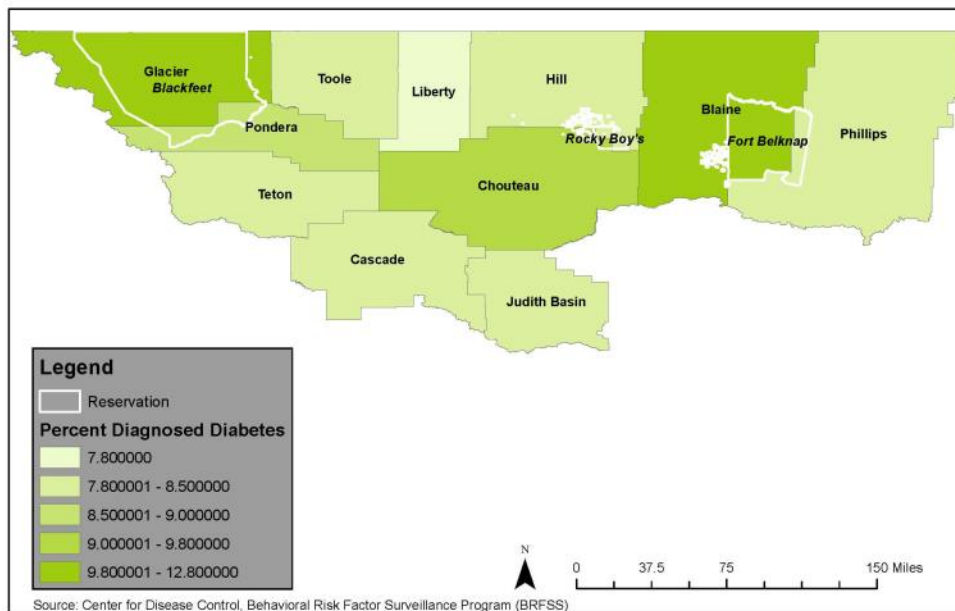 Glacier
Blackfeet
Toole
Liberty
Hill
Blaine
Phillips
Pondera
Rocky Boy's
Fort Belknap
Teton
Chouteau
Cascade
Judith Basin
Legend
Reservation
Percent Diagnosed Diabetes
7.800000
7.800001 - 8.500000
8.500001 - 9.000000
9.000001 - 9.800000
9.800001 - 12.800000
N
0 37.5 75 150 Miles
Source: Center for Disease Control, Behavioral Risk Factor Surveillance Program (BRFSS)